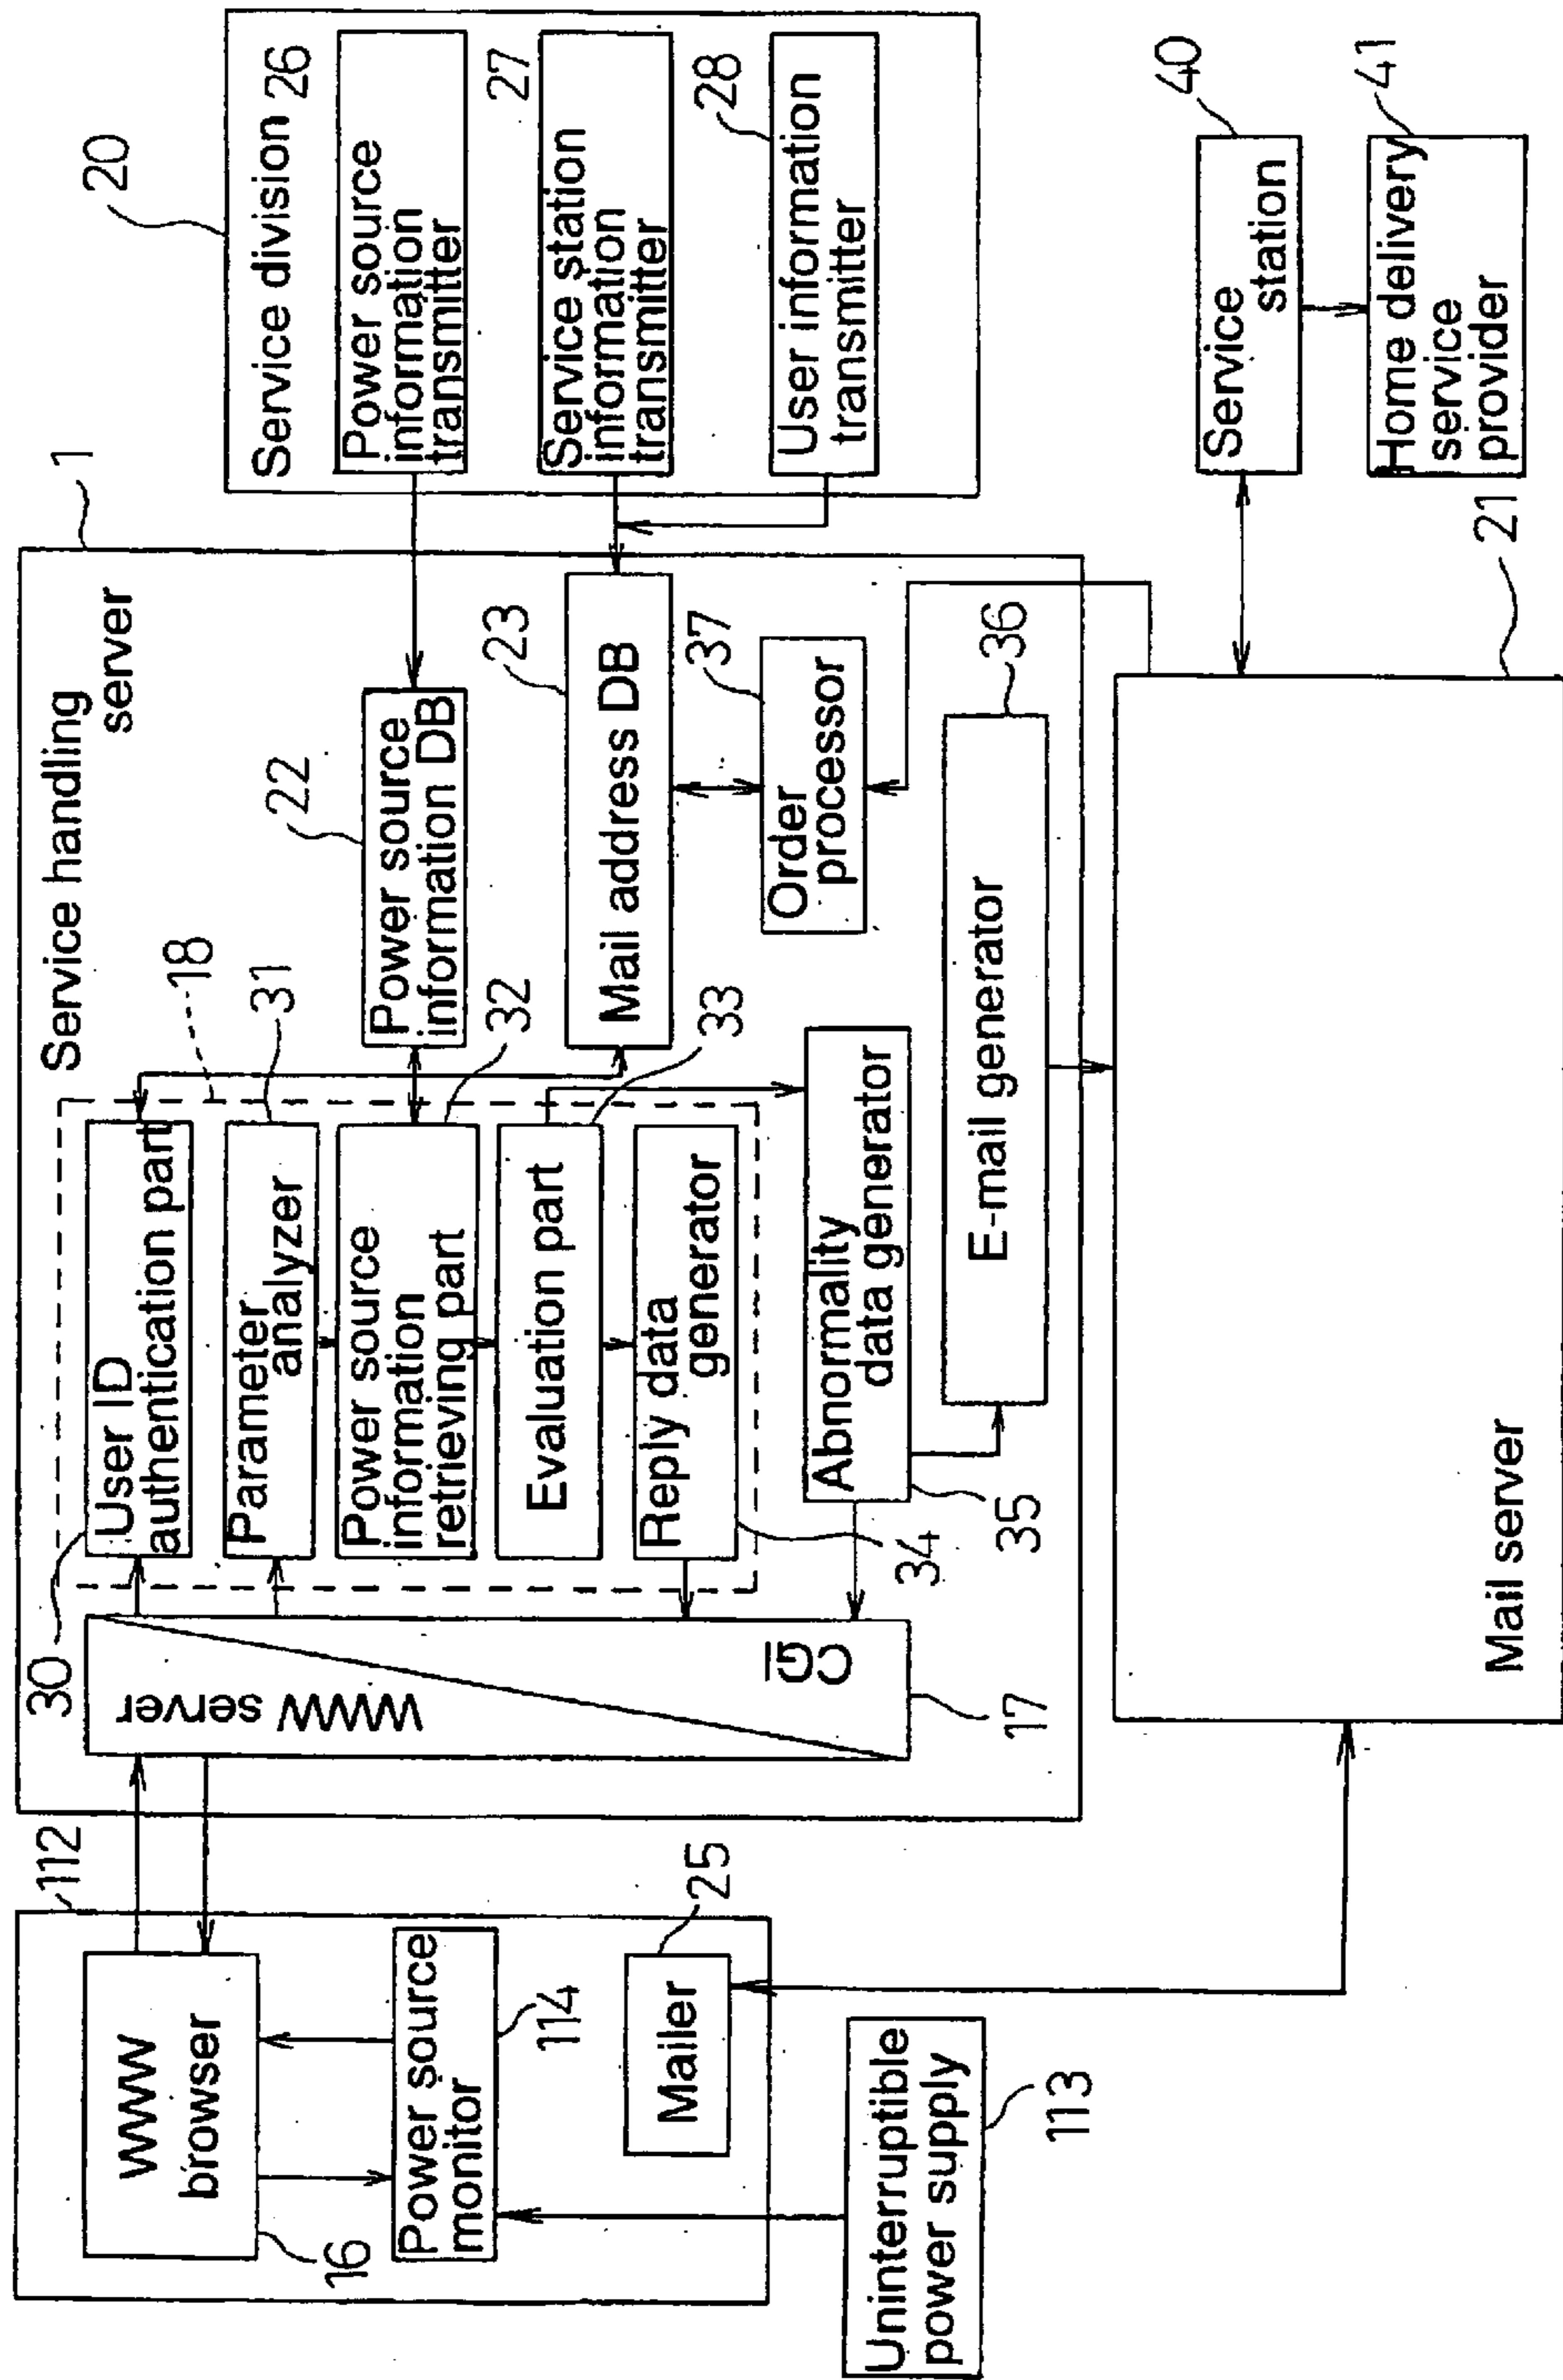 112
WWW
browser
16
Power source
monitor
114
Mailer
25
Uninterruptible
power supply
113
Service handling
server
1
30
WWW server
CGI
17
18
User ID
authentication part
Parameter
analyzer
31
Power source
information
retrieving part
32
Evaluation part
33
Reply data
generator
34
Abnormality
data generator
35
Power source
information DB
22
Mail address DB
23
Order
processor
37
E-mail generator
36
Mail server
21
20
Service division
26
Power source
information
transmitter
27
Service station
information
transmitter
28
User information
transmitter
40
Service
station
41
Home delivery
service
provider